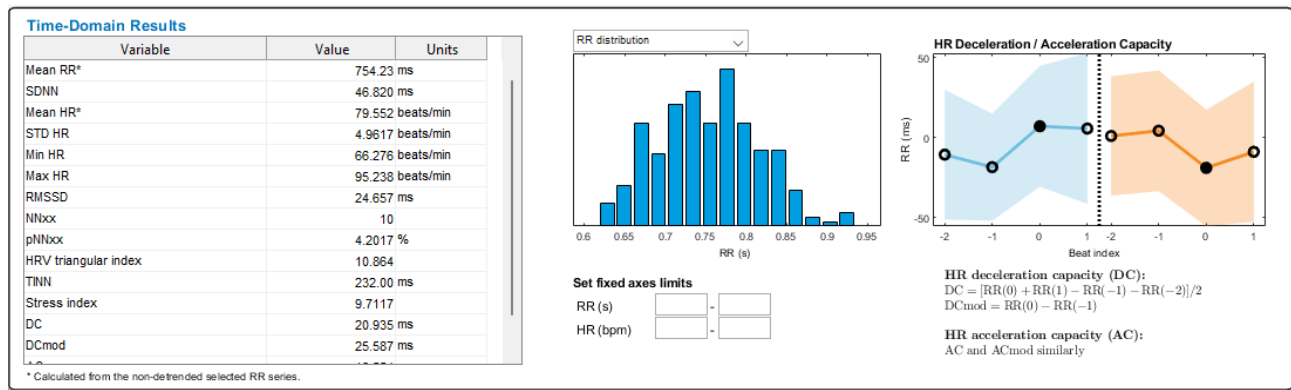 Time-Domain Results
Variable Value Units
Mean RR* 754.23 ms
SDNN 46.820 ms
Mean HR* 79.552 beats/min
STD HR 4.9617 beats/min
Min HR 66.276 beats/min
Max HR 95.238 beats/min
RMSSD 24.657 ms
NNxx 10
pNNxx 4.2017 %
HRV triangular index 10.864
TINN 232.00 ms
Stress index 9.7117
DC 20.935 ms
DCmod 25.587 ms
* Calculated from the non-detrended selected RR series.
RR distribution
0.6 0.65 0.7 0.75 0.8 0.85 0.9 0.95
RR (s)
Set fixed axes limits
RR (s) -
HR (bpm) -
HR Deceleration / Acceleration Capacity
50
0
-50
RR (ms)
-2 -1 0 1 -2 -1 0 1
Beat index
HR deceleration capacity (DC):
DC = [RR(0) + RR(1) − RR(−1) − RR(−2)]/2
DCmod = RR(0) − RR(−1)
HR acceleration capacity (AC):
AC and ACmod similarly